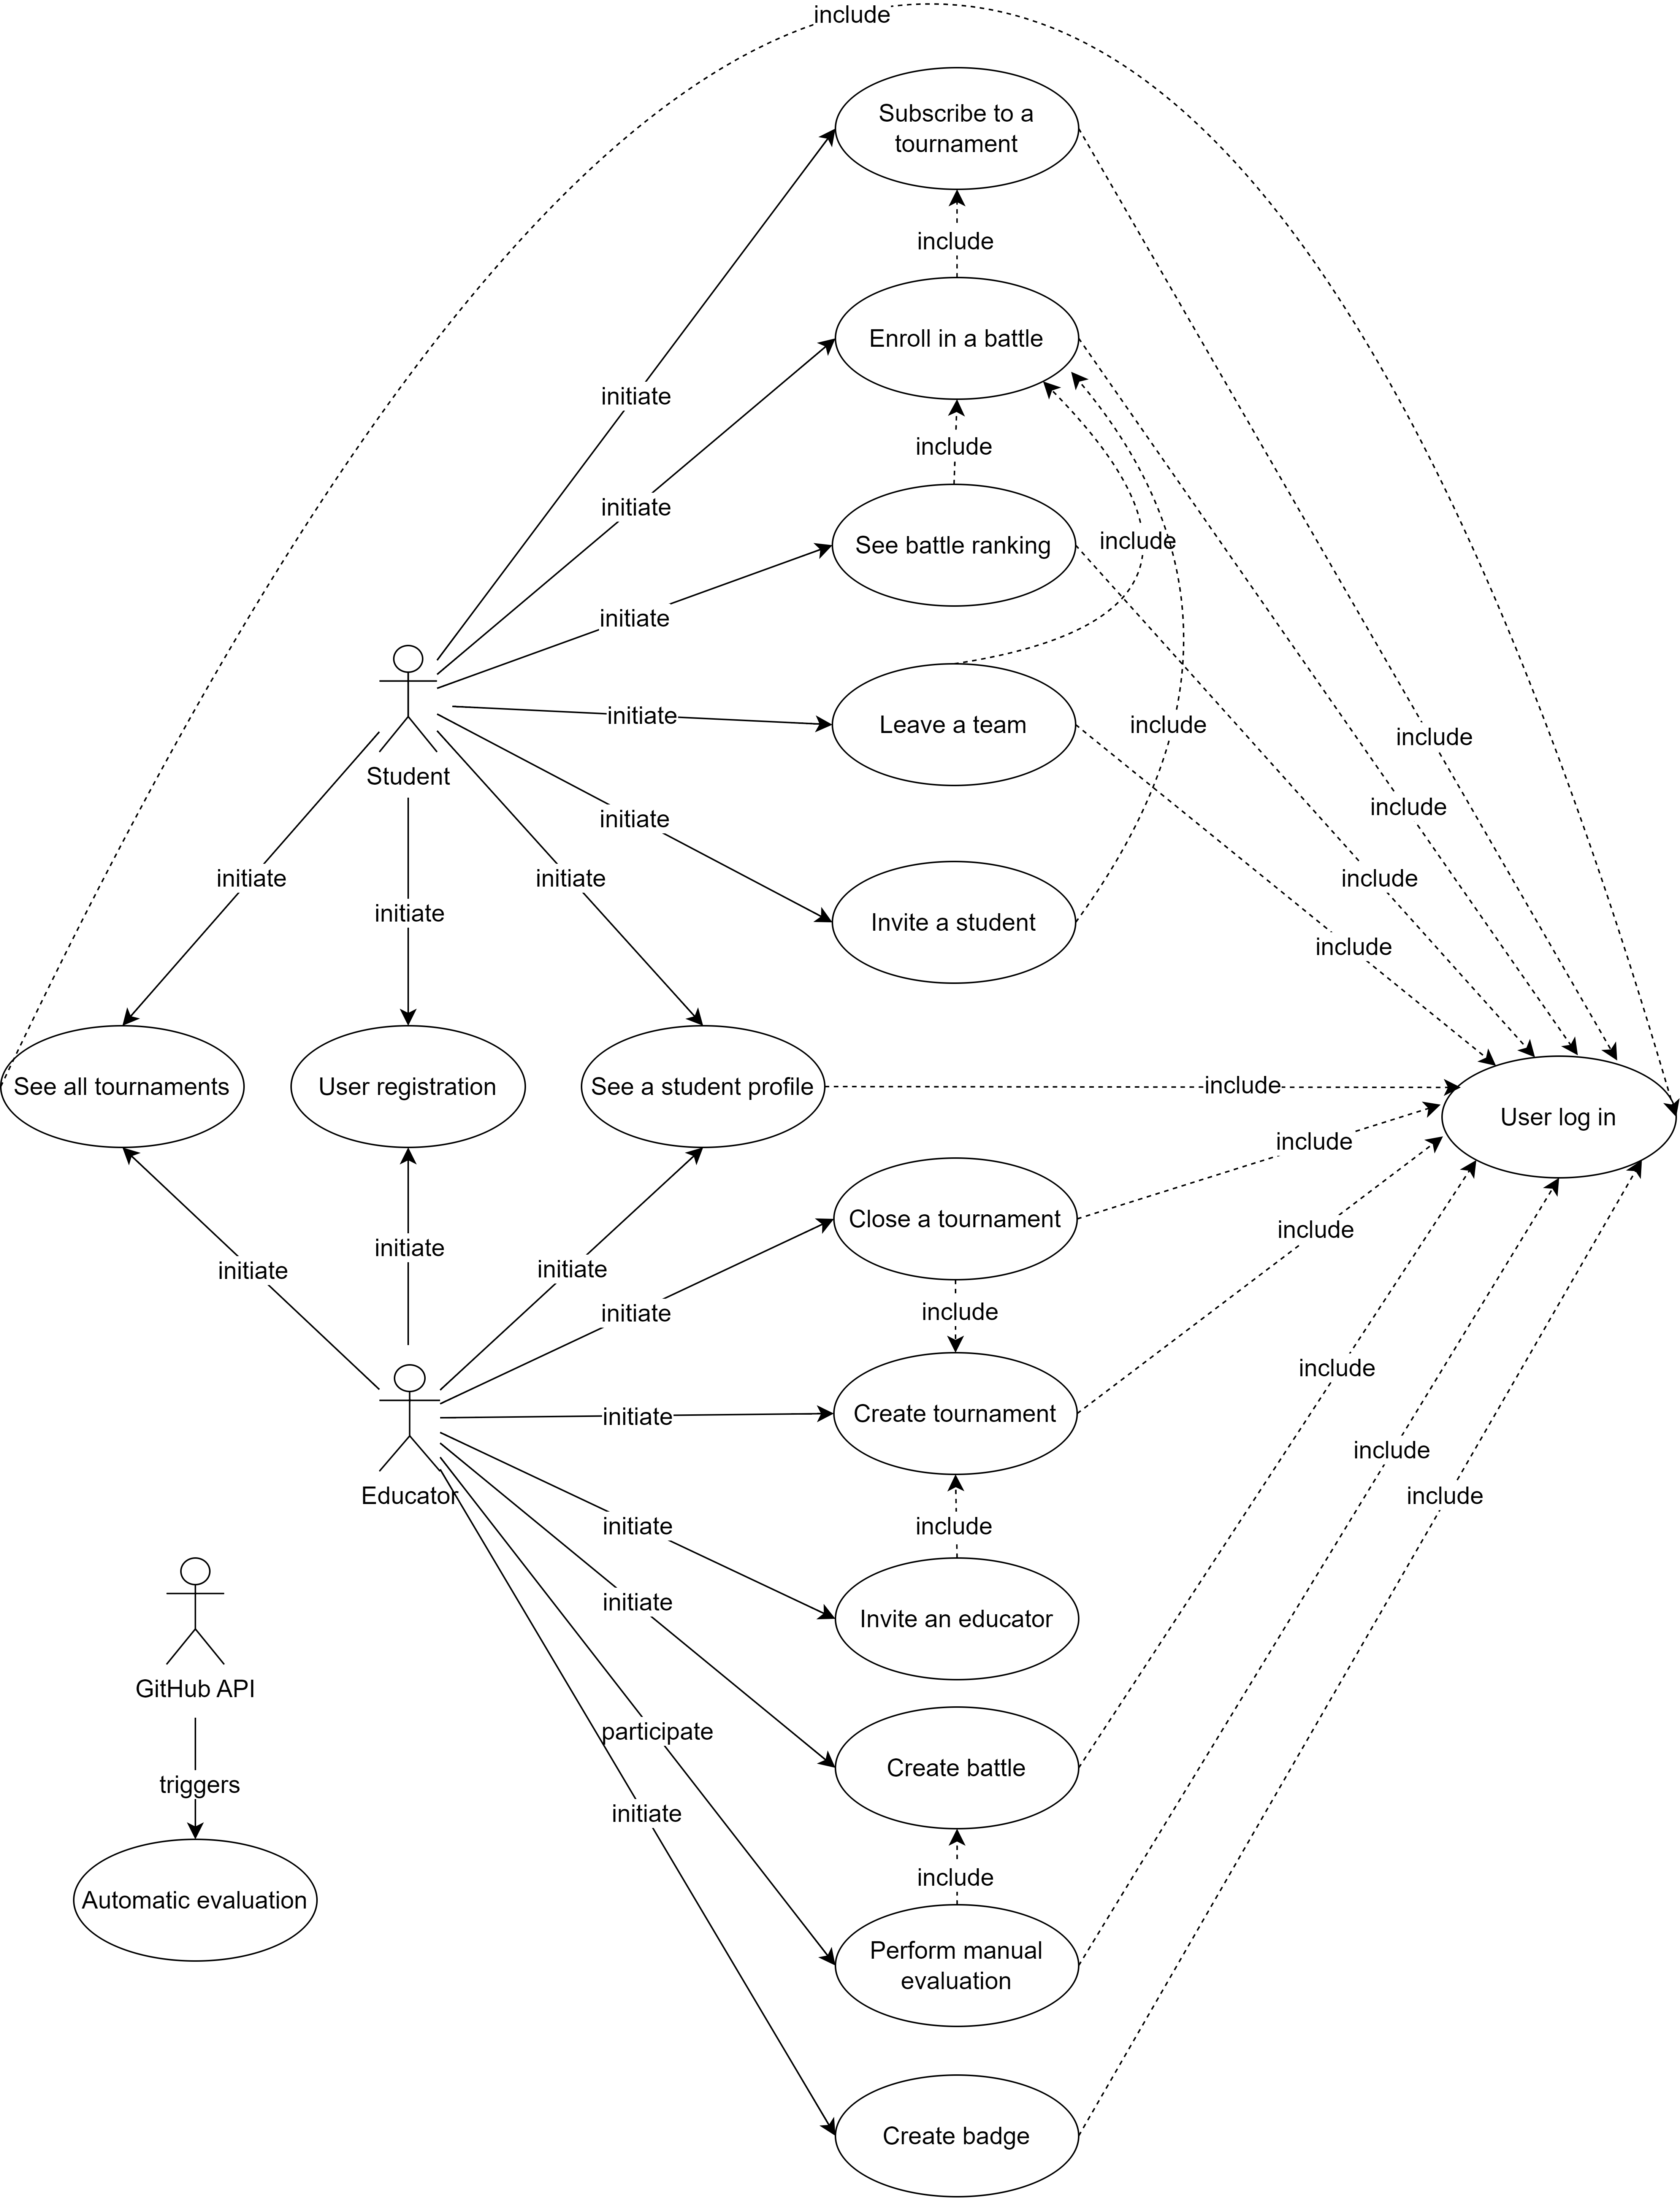 include
Subscribe to a
tournament
include
Enroll in a battle
initiate
include
initiate
See battle ranking
include
initiate
Leave a team
initiate
include
include
Student
include
initiate
include
initiate
initiate
initiate
Invite a student
include
See all tournaments
User registration
See a student profile
include
User log in
include
Close a tournament
include
initiate
initiate
initiate
initiate
include
include
Create tournament
initiate
include
Educator
include
include
initiate
initiate
Invite an educator
GitHub API
participate
Create battle
triggers
initiate
include
Automatic evaluation
Perform manual
evaluation
Create badge